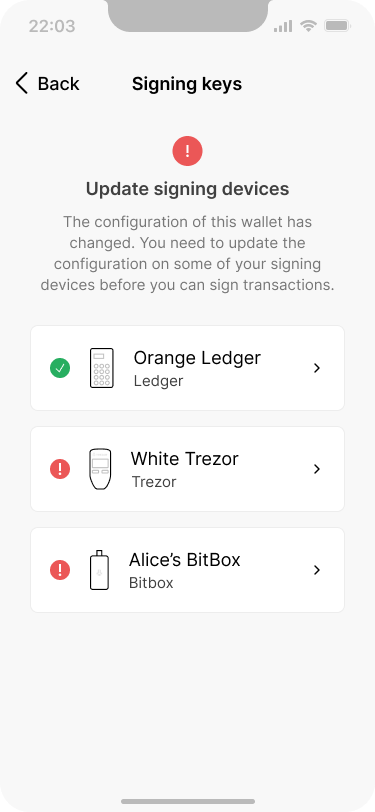 22:03
Back
Signing keys
Update signing devices
The configuration of this wallet has
changed. You need to update the
configuration on some of your signing
devices before you can sign transactions.
Orange Ledger
Ledger
White Trezor
Trezor
Alice’s BitBox
Bitbox